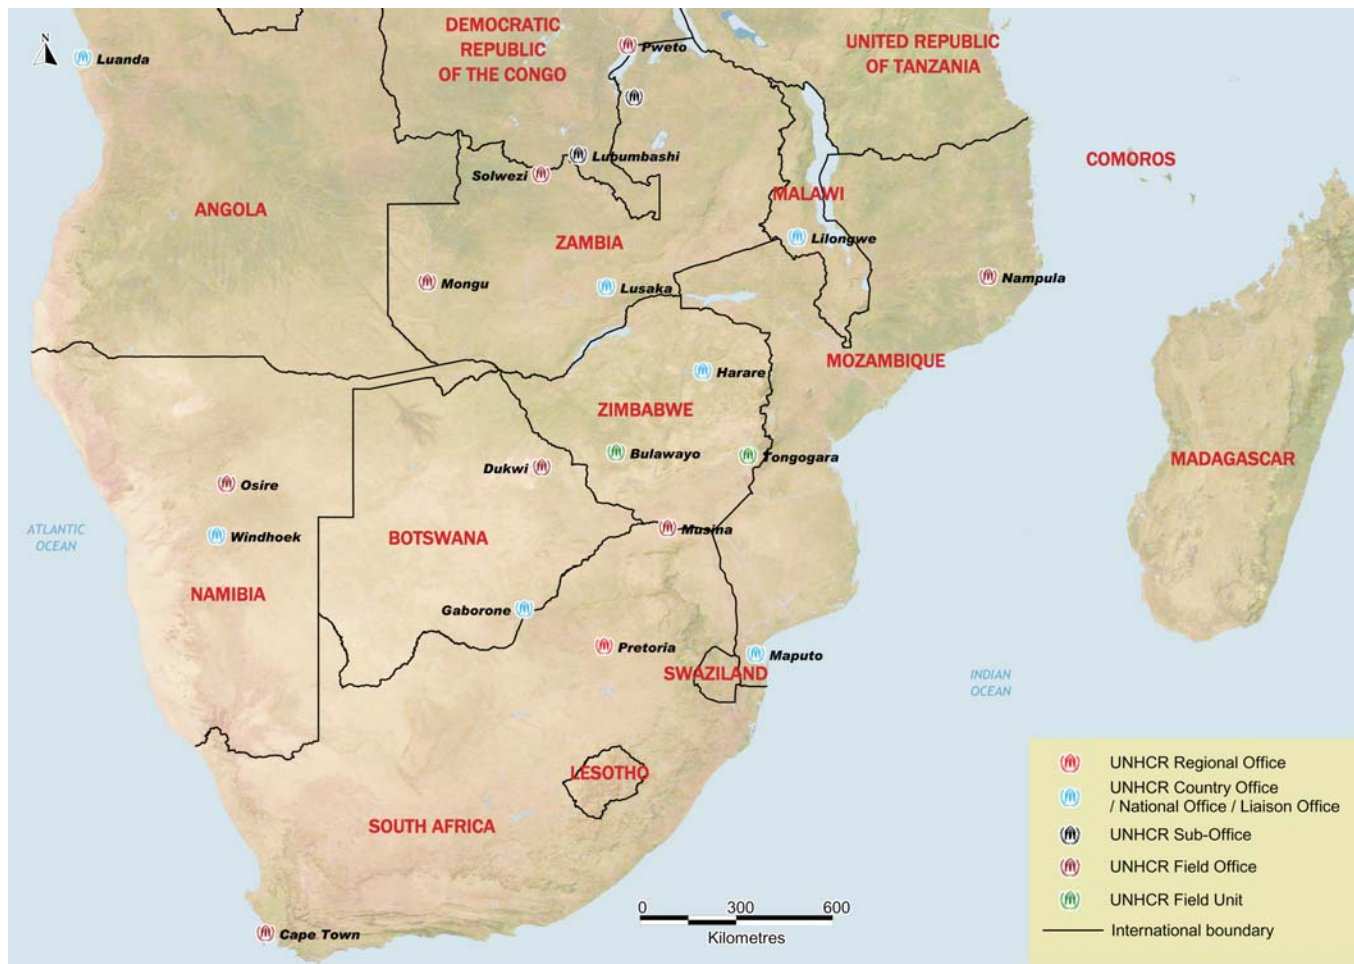 N
Luanda
DEMOCRATIC
REPUBLIC
OF THE CONGO
Pweto
UNITED REPUBLIC
OF TANZANIA
Lubumbashi
Solwezi
COMOROS
ANGOLA
MALAWI
ZAMBIA
Lilongwe
Mongu
Lusaka
Nampula
MOZAMBIQUE
Harare
ZIMBABWE
Bulawayo
Tongogara
Dukwi
MADAGASCAR
Osire
ATLANTIC
OCEAN
Windhoek
BOTSWANA
Musina
NAMIBIA
Gaborone
Pretoria
SWAZILAND
Maputo
INDIAN
OCEAN
LESOTHO
SOUTH AFRICA
Cape Town
0 300 600
Kilometres
UNHCR Regional Office
UNHCR Country Office
/ National Office / Liaison Office
UNHCR Sub-Office
UNHCR Field Office
UNHCR Field Unit
International boundary